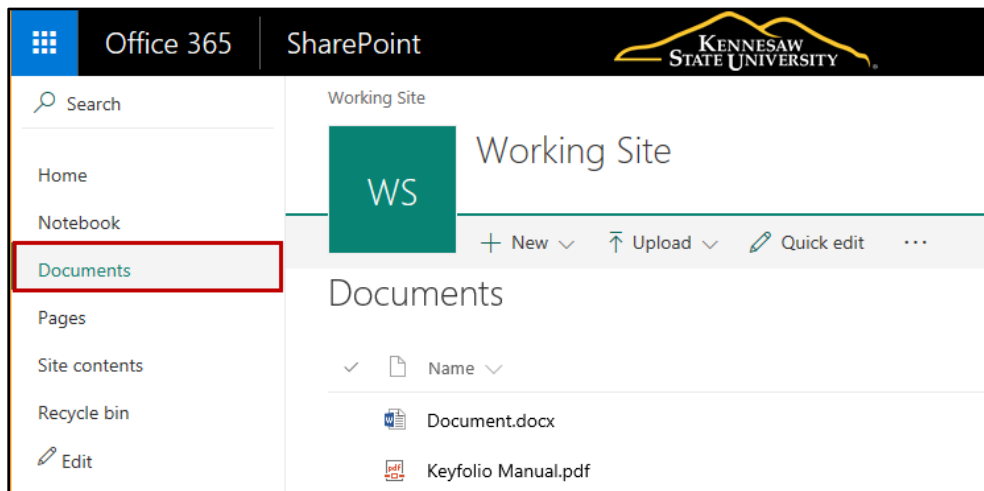 Office 365
SharePoint
KENNESAW
STATE UNIVERSITY
Search
Home
Notebook
Documents
Pages
Site contents
Recycle bin
Edit
Working Site
WS
Working Site
New
Upload
Quick edit
...
Documents
Name
Document.docx
pdf
Keyfolio Manual.pdf